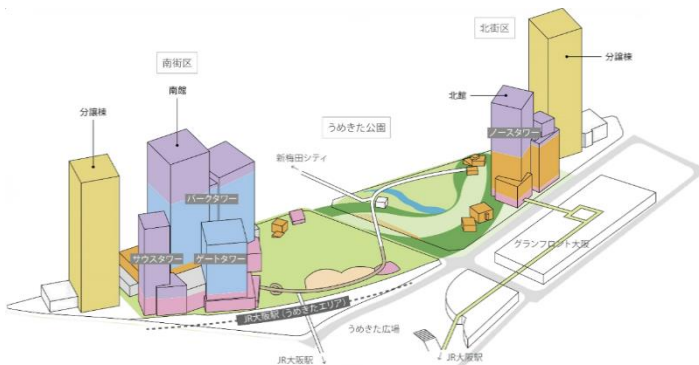 北街区
分譲棟
南街区
南館
北館
分譲棟
うめきた公園
ノースタワー
新梅田シティ
パークタワー
グランフロント大阪
サウスタワー
ゲートタワー
JR大阪駅(うめきたエリア)
うめきた広場
JR大阪駅
JR大阪駅